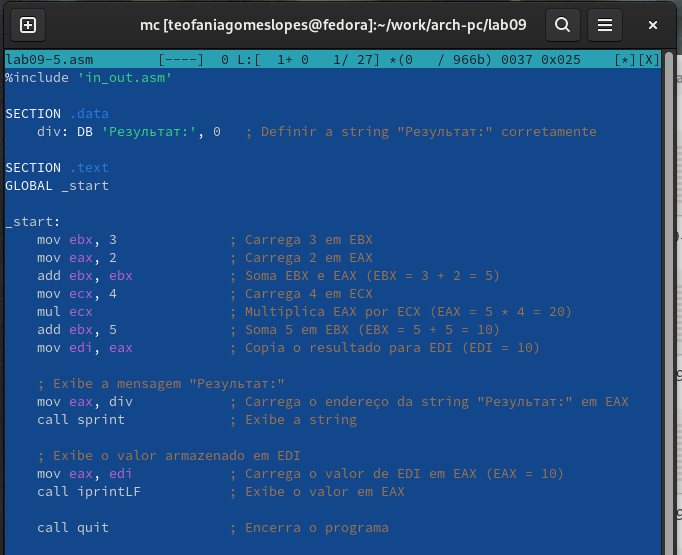 mc [teofaniagomeslopes@fedora]:~/work/arch-pc/lab09
lab09-5.asm [----] 0 L:[ 1+ 0 1/ 27] *(0 / 966b) 0037 0x025 [*][X]
%include 'in_out.asm'
SECTION .data
div: DB 'Результат:', 0 ; Definir a string "Результат:" corretamente
SECTION .text
GLOBAL _start
_start:
mov ebx, 3 ; Carrega 3 em EBX
mov eax, 2 ; Carrega 2 em EAX
add ebx, ebx ; Soma EBX e EAX (EBX = 3 + 2 = 5)
mov ecx, 4 ; Carrega 4 em ECX
mul ecx ; Multiplica EAX por ECX (EAX = 5 * 4 = 20)
add ebx, 5 ; Soma 5 em EBX (EBX = 5 + 5 = 10)
mov edi, eax ; Copia o resultado para EDI (EDI = 10)
; Exibe a mensagem "Результат:"
mov eax, div ; Carrega o endereço da string "Результат:" em EAX
call sprint ; Exibe a string
; Exibe o valor armazenado em EDI
mov eax, edi ; Carrega o valor de EDI em EAX (EAX = 10)
call iprintLF ; Exibe o valor em EAX
call quit ; Encerra o programa